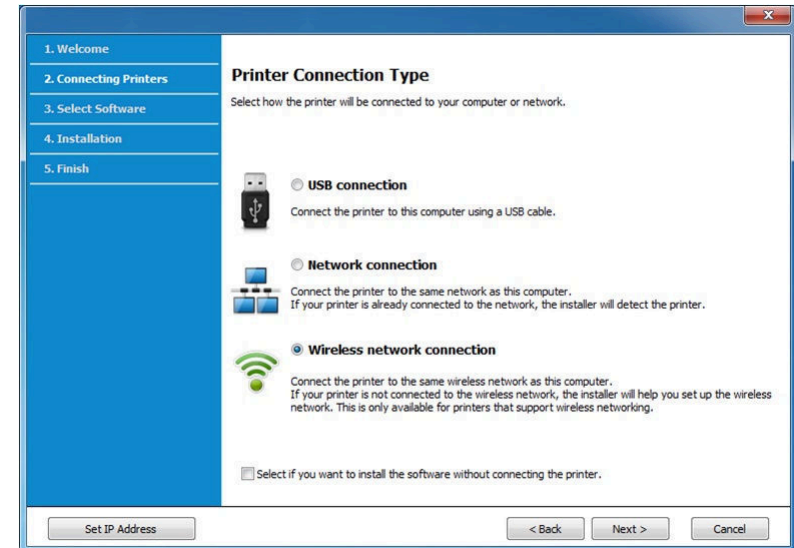 x
1. Welcome
2. Connecting Printers
3. Select Software
4. Installation
5. Finish
Printer Connection Type
Select how the printer will be connected to your computer or network.
USB connection
Connect the printer to this computer using a USB cable.
Network connection
Connect the printer to the same network as this computer.
If your printer is already connected to the network, the installer will detect the printer.
Wireless network connection
Connect the printer to the same wireless network as this computer.
If your printer is not connected to the wireless network, the installer will help you set up the wireless
network. This is only available for printers that support wireless networking.
Select if you want to install the software without connecting the printer.
Set IP Address
< Back
Next >
Cancel